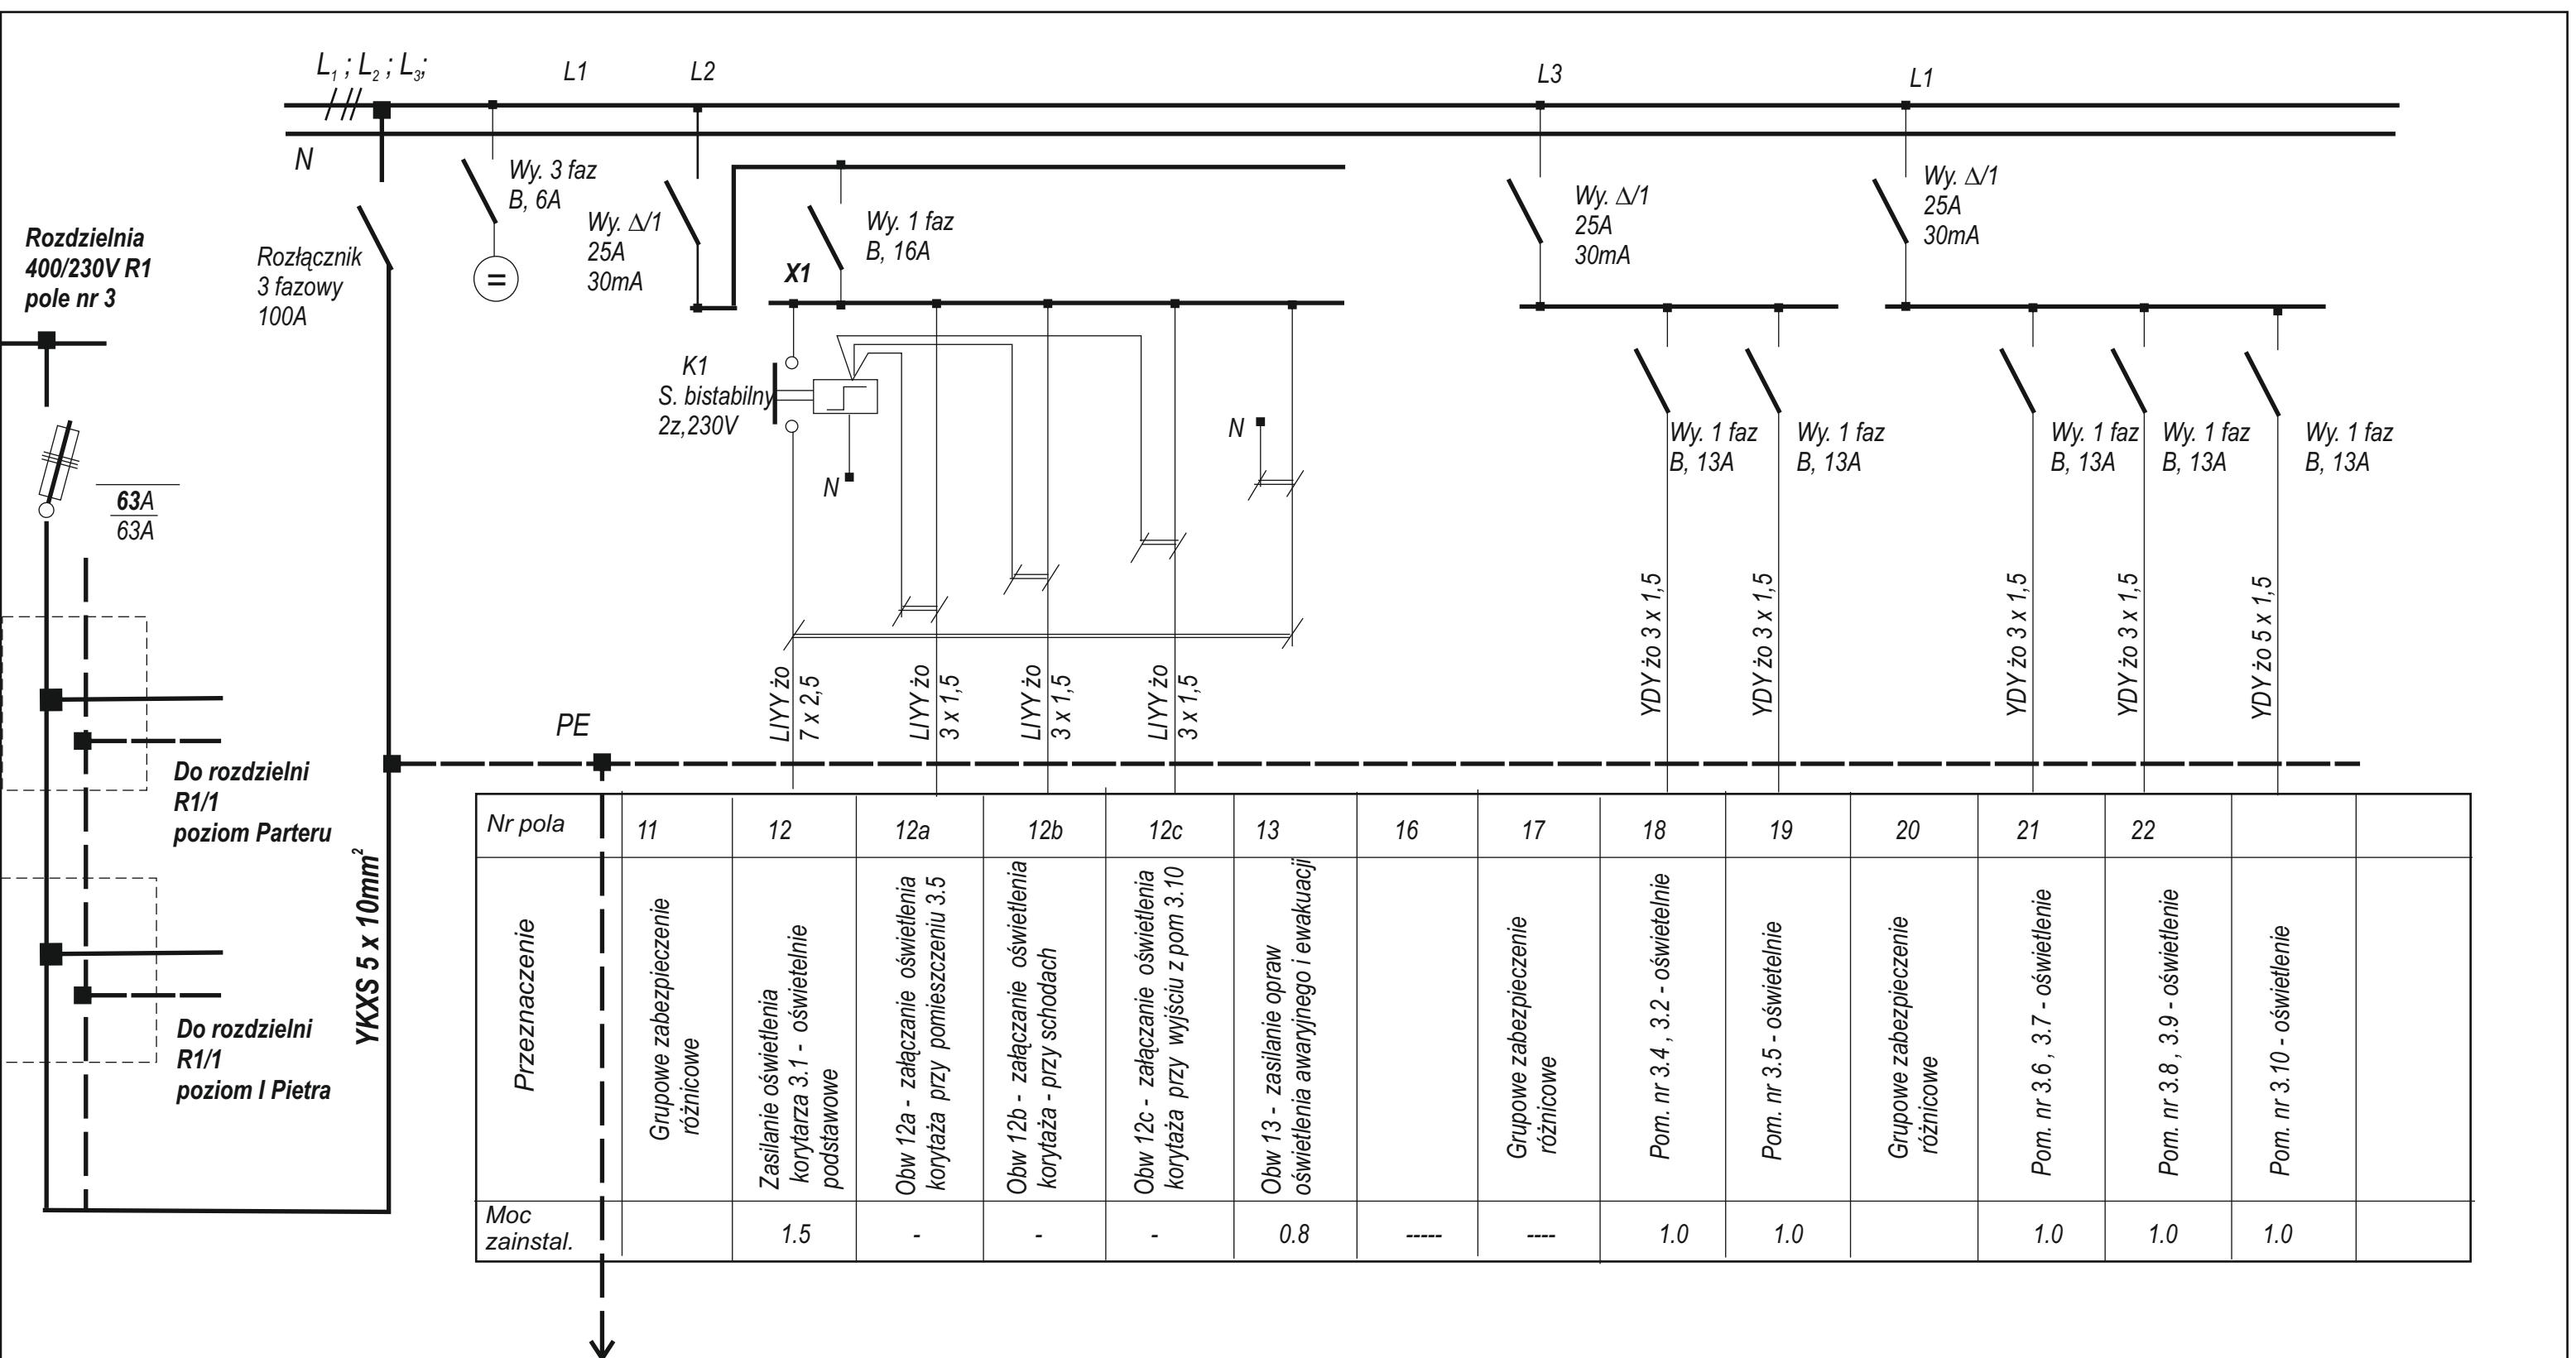 L1 ; L2 ; L3;
L1
L2
L3
L1
N
Wy. 3 faz
B, 6A
=
Rozdzielnia
400/230V R1
pole nr 3
Rozłącznik
3 fazowy
100A
Wy. Δ/1
25A
30mA
Wy. 1 faz
B, 16A
X1
Wy. Δ/1
25A
30mA
Wy. Δ/1
25A
30mA
K1
S. bistabilny
2z,230V
N
N
63A
63A
Wy. 1 faz
B, 13A
Wy. 1 faz
B, 13A
Wy. 1 faz
B, 13A
Wy. 1 faz
B, 13A
Wy. 1 faz
B, 13A
LIYY żo
7 x 2,5
LIYY żo
3 x 1,5
LIYY żo
3 x 1,5
LIYY żo
3 x 1,5
YDY żo 3 x 1,5
YDY żo 3 x 1,5
YDY żo 3 x 1,5
YDY żo 3 x 1,5
YDY żo 5 x 1,5
PE
Do rozdzielni
R1/1
poziom Parteru
Do rozdzielni
R1/1
poziom I Pietra
YKXS 5 x 10mm²
Nr pola
11
12
12a
12b
12c
13
16
17
18
19
20
21
22
Przeznaczenie
Grupowe zabezpieczenie
różnicowe
Zasilanie oświetlenia
korytarza 3.1 - oświetelnie
podstawowe
Obw 12a - załączanie oświetlenia
korytaża przy pomieszczeniu 3.5
Obw 12b - załączanie oświetlenia
korytaża - przy schodach
Obw 12c - załączanie oświetlenia
korytaża przy wyjściu z pom 3.10
Obw 13 - zasilanie opraw
oświetlenia awaryjnego i ewakuacji
Grupowe zabezpieczenie
różnicowe
Pom. nr 3.4 , 3.2 - oświetelnie
Pom. nr 3.5 - oświetelnie
Grupowe zabezpieczenie
różnicowe
Pom. nr 3.6 , 3.7 - oświetlenie
Pom. nr 3.8 , 3.9 - oświetlenie
Pom. nr 3.10 - oświetlenie
Moc
zainstal.
1.5
-
-
-
0.8
-----
----
1.0
1.0
1.0
1.0
1.0